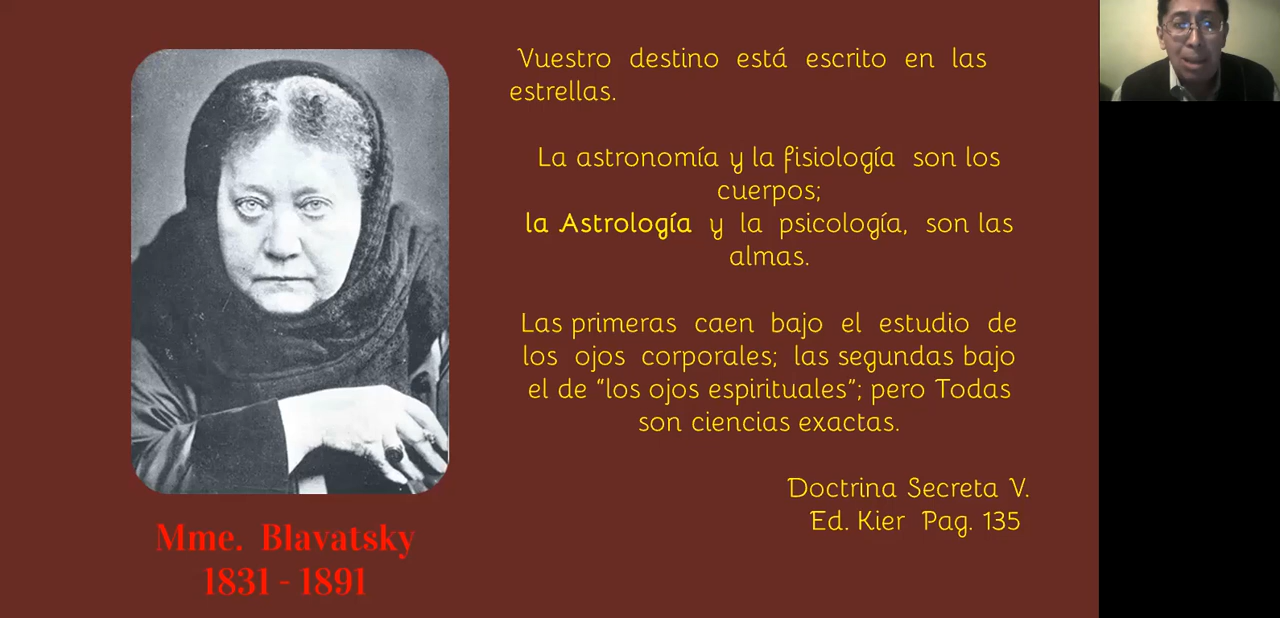 Vuestro destino está escrito en las
estrellas.
La astronomía y la fisiología son los
cuerpos;
la Astrología y la psicología, son las
almas.
Las primeras caen bajo el estudio de
los ojos corporales; las segundas bajo
el de “los ojos espirituales”; pero Todas
son ciencias exactas.
Doctrina Secreta V.
Ed. Kier Pag. 135
Mme. Blavatsky
1831 - 1891